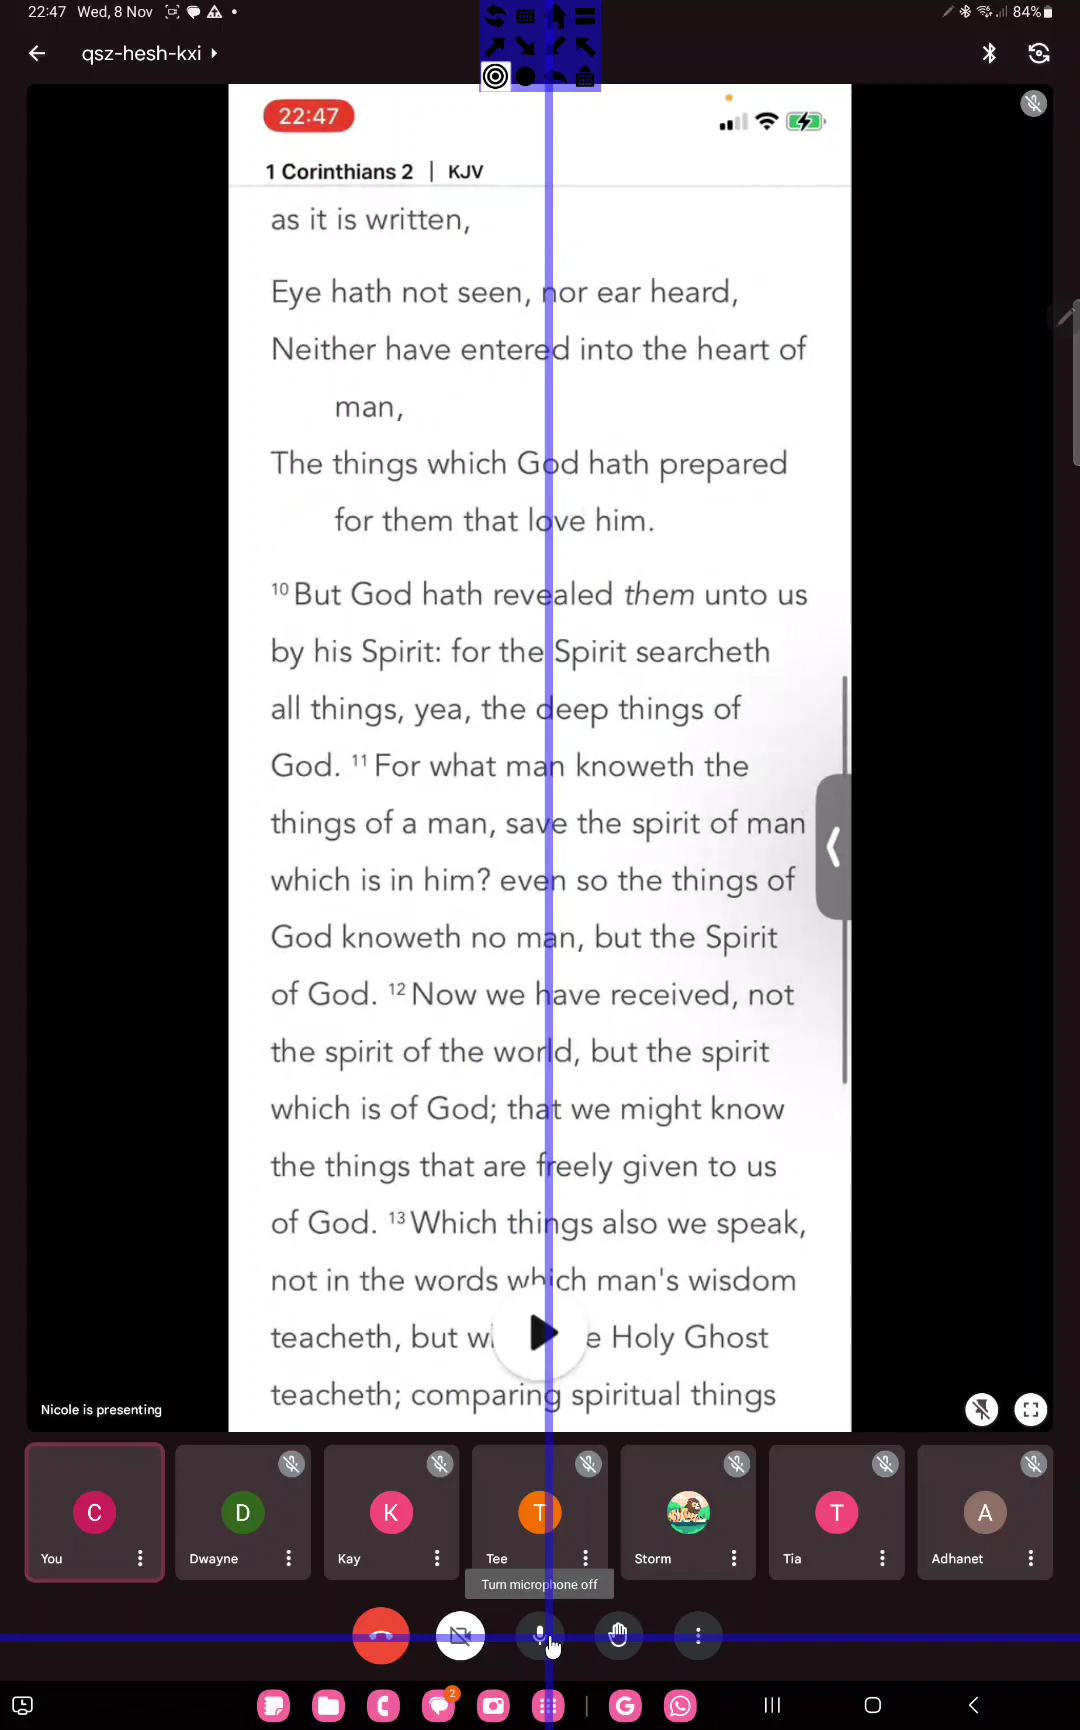 22:47 Wed, 8 Nov
84%
qsz-hesh-kxi
22:47
1 Corinthians 2 | KJV
as it is written,
Eye hath not seen, nor ear heard,
Neither have entered into the heart of
man,
The things which God hath prepared
for them that love him.
10 But God hath revealed them unto us
by his Spirit: for the Spirit searcheth
all things, yea, the deep things of
God. 11 For what man knoweth the
things of a man, save the spirit of man
which is in him? even so the things of
God knoweth no man, but the Spirit
of God. 12 Now we have received, not
the spirit of the world, but the spirit
which is of God; that we might know
the things that are freely given to us
of God. 13 Which things also we speak,
not in the words which man's wisdom
teacheth, but e Holy Ghost
teacheth; comparing spiritual things
Nicole is presenting
C D K T T A
You Dwayne Kay Tee Storm Tia Adhanet
Turn microphone off
2
G